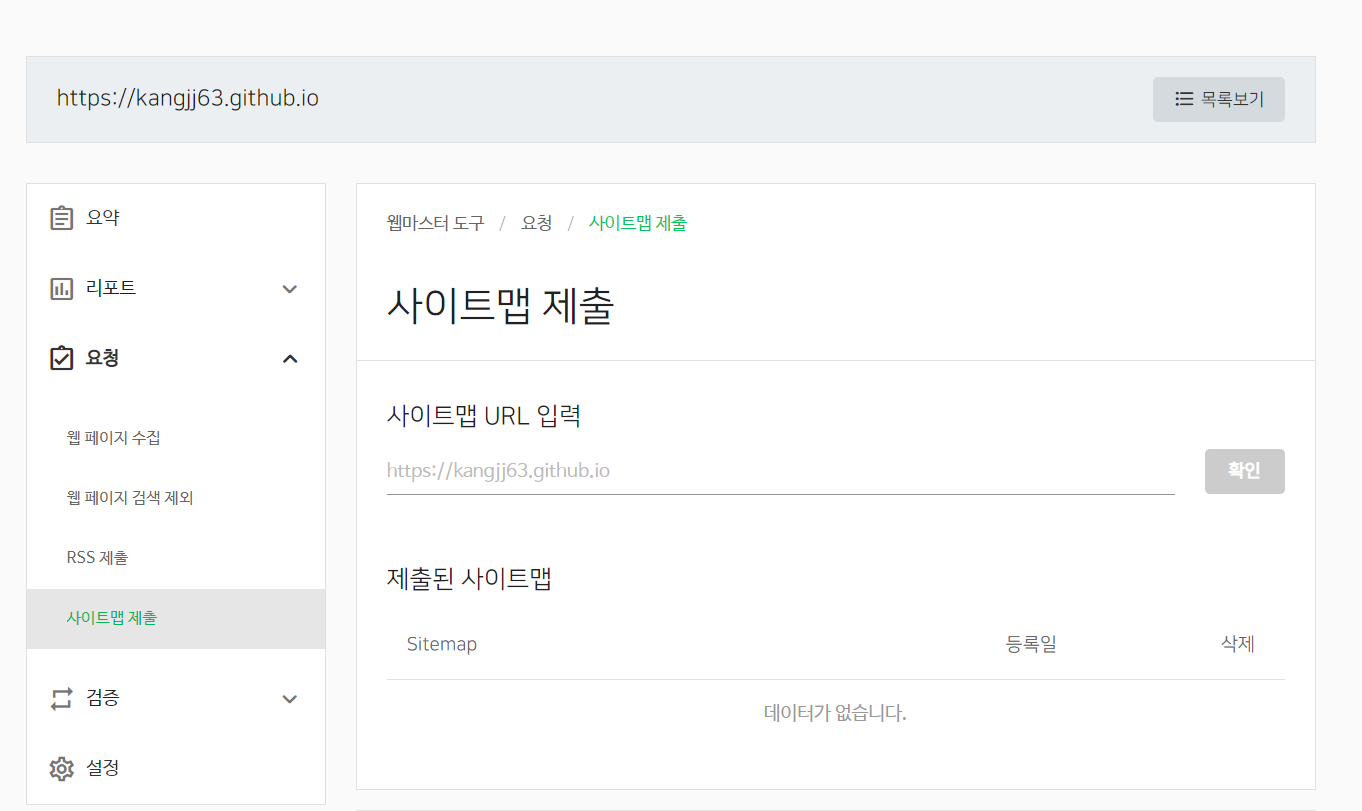 https://kangjj63.github.io
목록보기
요약
리포트
요청
웹 페이지 수집
웹 페이지 검색 제외
RSS 제출
사이트맵 제출
검증
설정
웹마스터 도구 / 요청 / 사이트맵 제출
사이트맵 제출
사이트맵 URL 입력
https://kangjj63.github.io
확인
제출된 사이트맵
Sitemap 등록일 삭제
데이터가 없습니다.